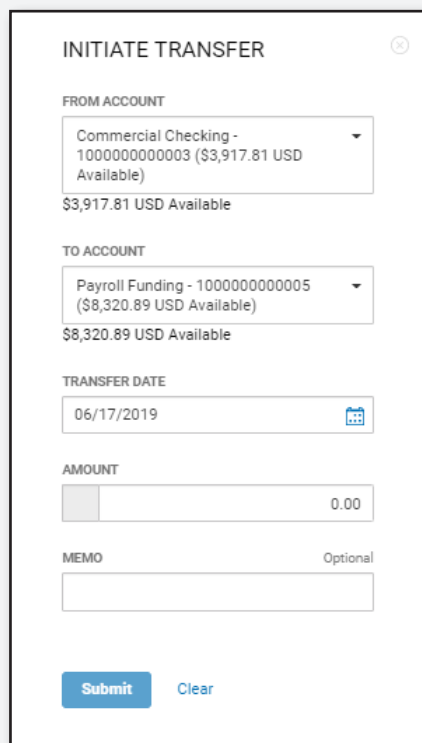 INITIATE TRANSFER
FROM ACCOUNT
Commercial Checking -
1000000000003 ($3,917.81 USD
Available)
$3,917.81 USD Available
TO ACCOUNT
Payroll Funding - 1000000000005
($8,320.89 USD Available)
$8,320.89 USD Available
TRANSFER DATE
06/17/2019
AMOUNT
0.00
MEMO Optional
Submit Clear